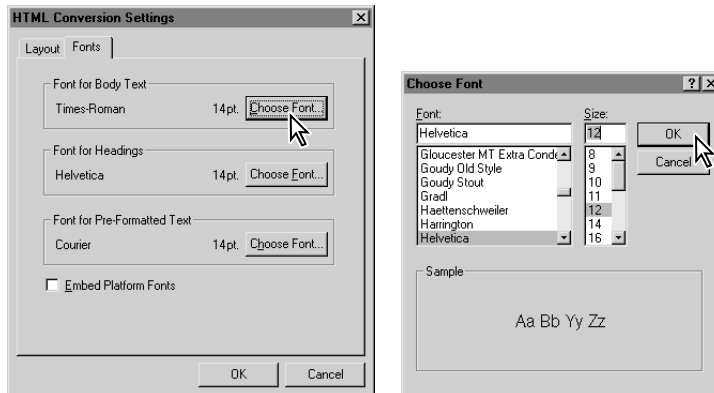 HTML Conversion Settings
Layout Fonts
Font for Body Text
Times-Roman 14pt. Choose Font...
Font for Headings
Helvetica 14pt. Choose Font...
Font for Pre-Formatted Text
Courier 14pt. Choose Font...
Embed Platform Fonts
OK Cancel
Choose Font
Font: Size:
Helvetica 12 OK
Gloucester MT Extra Conde 8 Cancel
Goudy Old Style 9
Goudy Stout 10
Gradl 11
Haettenschweiler 12
Harrington 14
Helvetica 16
Sample
Aa Bb Yy Zz